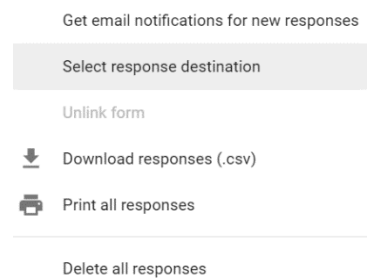 Get email notifications for new responses
Select response destination
Unlink form
Download responses (.csv)
Print all responses
Delete all responses